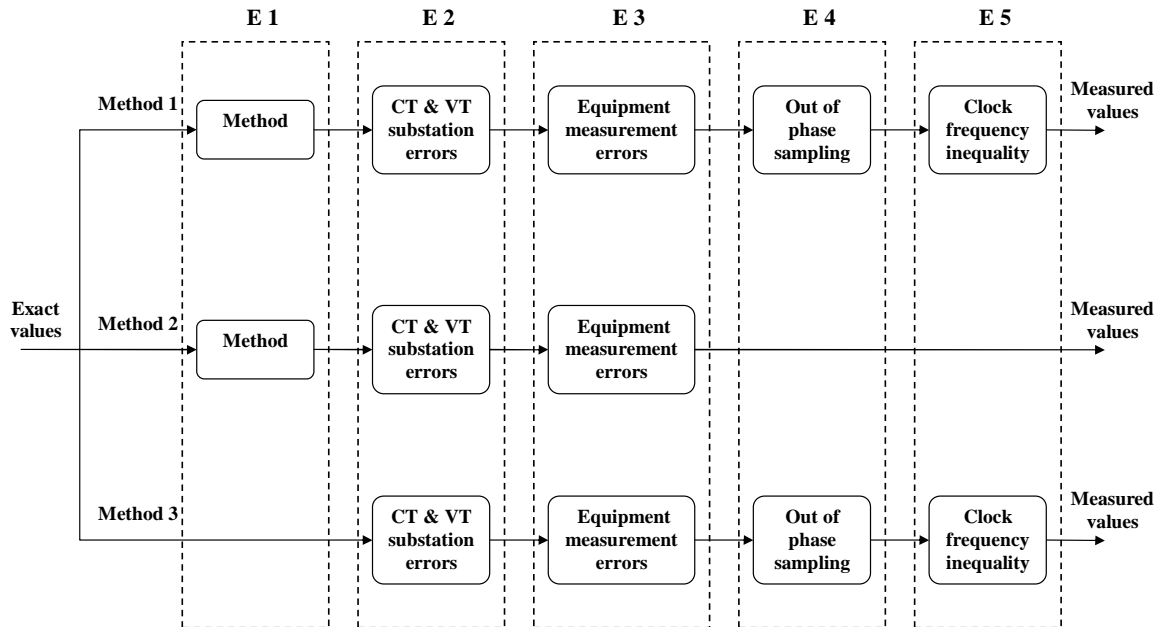 E 1
E 2
E 3
E 4
E 5
Method 1
Method
CT & VT
substation
errors
Equipment
measurement
errors
Out of
phase
sampling
Clock
frequency
inequality
Measured
values
Exact
values
Method 2
Method
CT & VT
substation
errors
Equipment
measurement
errors
Measured
values
Method 3
CT & VT
substation
errors
Equipment
measurement
errors
Out of
phase
sampling
Clock
frequency
inequality
Measured
values